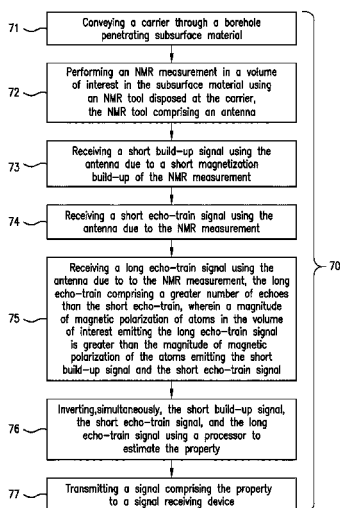 71
Conveying a carrier through a borehole
penetrating subsurface material
72
Performing an NMR measurement in a volume
of interest in the subsurface material using
an NMR tool disposed at the carrier,
the NMR tool comprising an antenna
73
Receiving a short build-up signal using the
antenna due to a short magnetization
build-up of the NMR measurement
74
Receiving a short echo-train signal using the
antenna due to the NMR measurement
70
75
Receiving a long echo-train signal using the
antenna due to to the NMR measurement, the long
echo-train comprising a greater number of echoes
than the short echo-train, wherein a magnitude
of magnetic polarization of atoms in the volume
of interest emitting the long echo-train signal
is greater than the magnitude of magnetic
polarization of the atoms emitting the short
build-up signal and the short echo-train signal
76
Inverting,simultaneously, the short build-up signal,
the short echo-train signal, and the long
echo-train signal using a processor to
estimate the property
77
Transmitting a signal comprising the property
to a signal receiving device